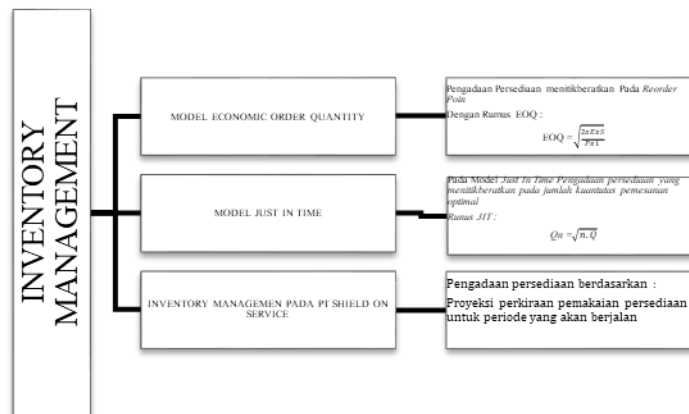 INVENTORY
MANAGEMENT
MODEL ECONOMIC ORDER QUANTITY
Pengadaan Persediaan menitikberatkan Pada Reorder
Poin
Dengan Rumus EOQ :
EOQ = √(2xRxS / Px1)
MODEL JUST IN TIME
Pada Model Just In Time Pengadaan persediaan yang
menitikberatkan pada jumlah kuantutas pemesanan
optimal
Rumus JIT :
Qn = √n.Q
INVENTORY MANAGEMEN PADA PT SHIELD ON
SERVICE
Pengadaan persediaan berdasarkan :
Proyeksi perkiraan pemakaian persediaan
untuk periode yang akan berjalan